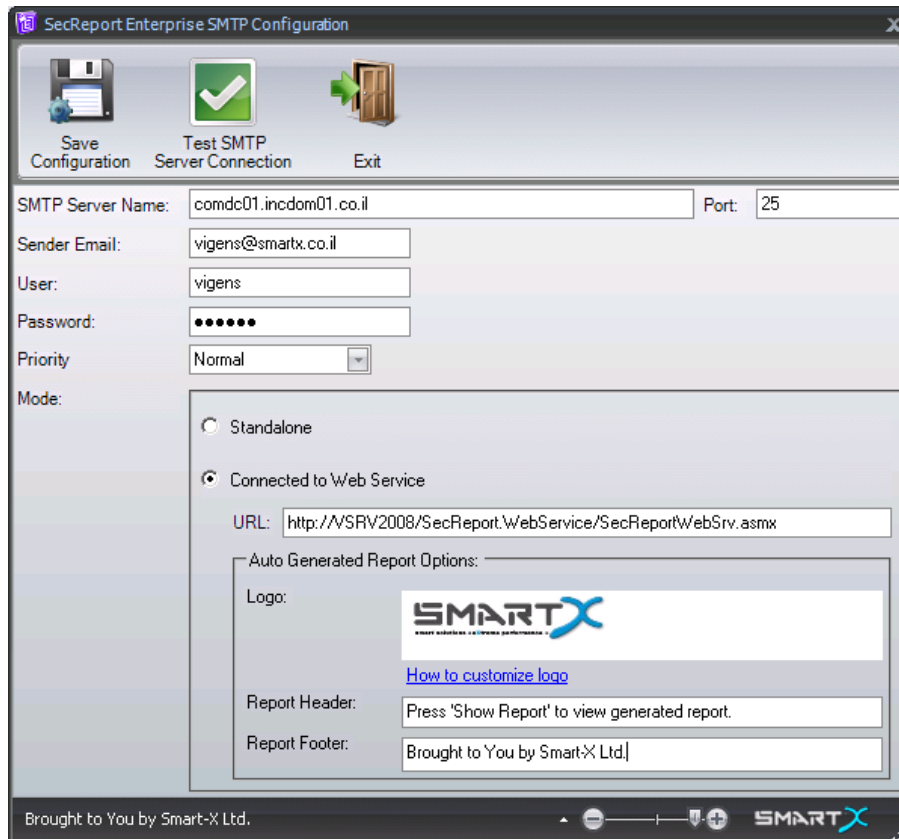 SecReport Enterprise SMTP Configuration
Save Configuration
Test SMTP Server Connection
Exit
SMTP Server Name: comdc01.incdom01.co.il Port: 25
Sender Email: vigens@smartx.co.il
User: vigens
Password: ●●●●●●
Priority Normal
Mode:
Standalone
Connected to Web Service
URL: http://VSRV2008/SecReport.WebService/SecReportWebSrv.asmx
Auto Generated Report Options:
Logo: SMARTX
How to customize logo
Report Header: Press 'Show Report' to view generated report.
Report Footer: Brought to You by Smart-X Ltd.
Brought to You by Smart-X Ltd. SMARTX